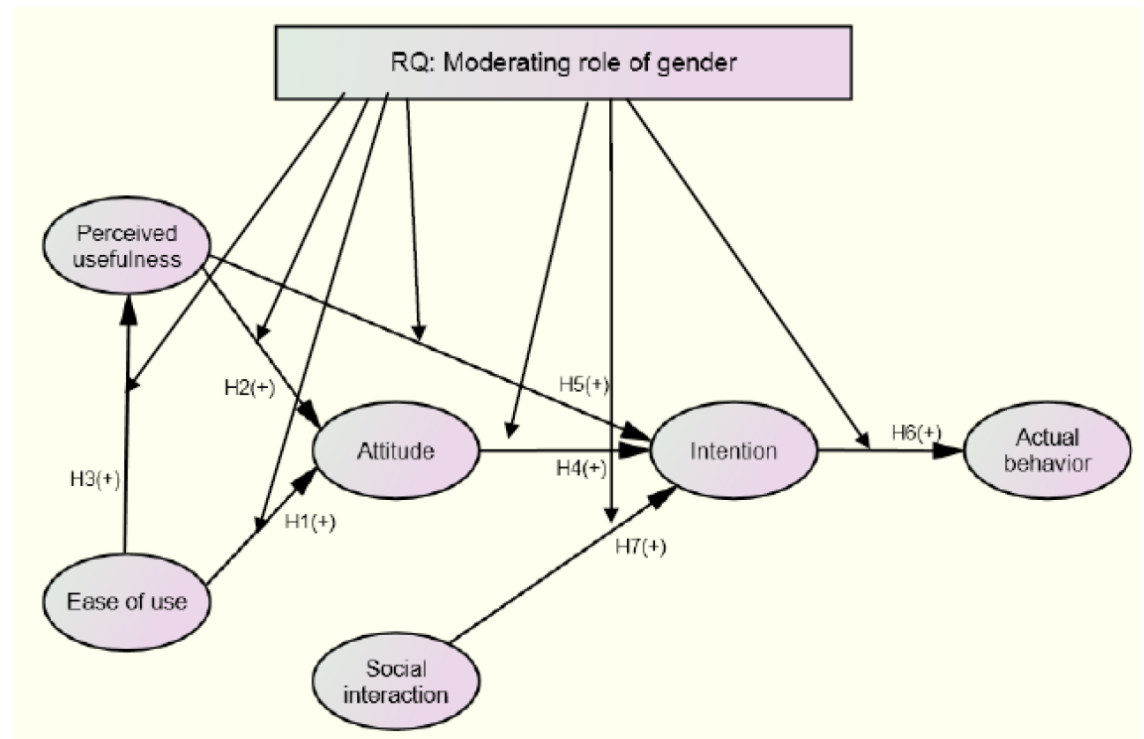 RQ: Moderating role of gender
Perceived
usefulness
H2(+)
H5(+)
Attitude
Intention
H6(+)
Actual
behavior
H4(+)
H3(+)
H1(+)
H7(+)
Ease of use
Social
interaction